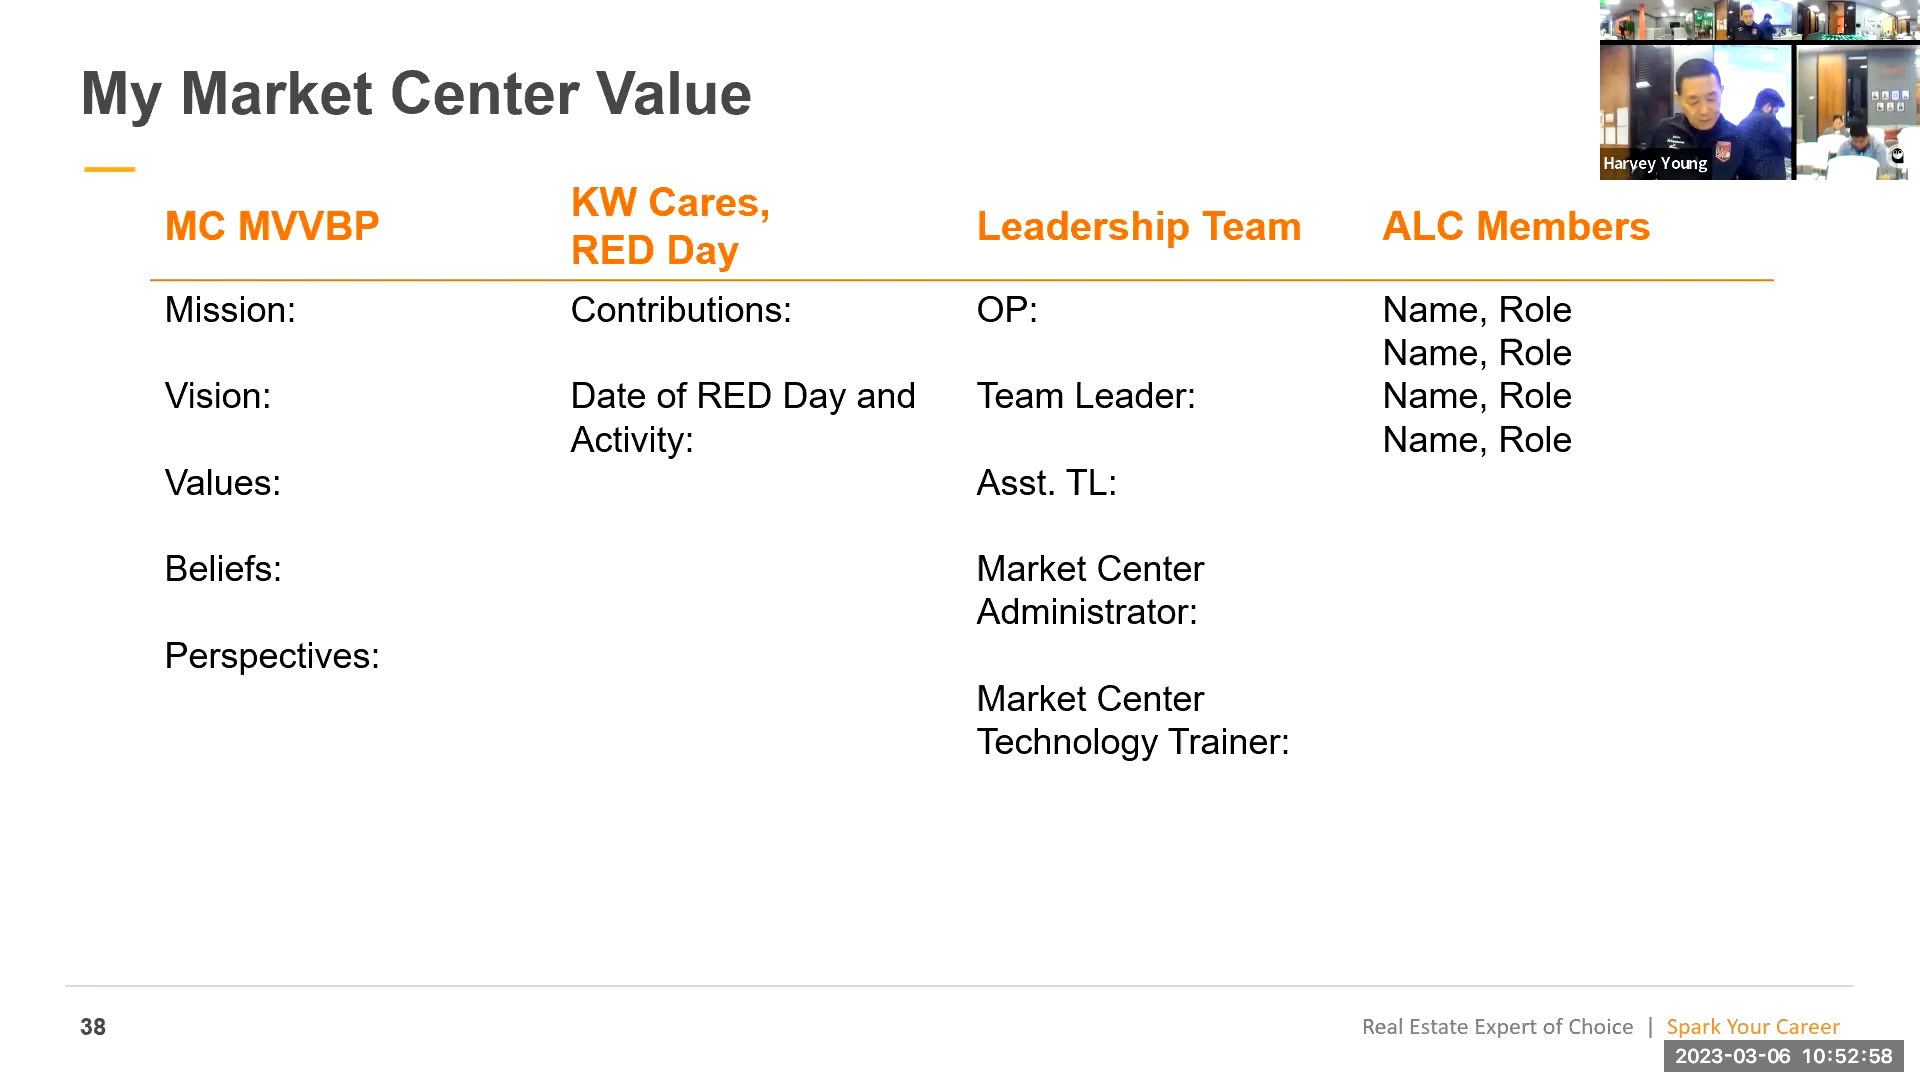 My Market Center Value
Harvey Young
MC MVVBP
KW Cares,
RED Day
Leadership Team
ALC Members
Mission:
Vision:
Values:
Beliefs:
Perspectives:
Contributions:
Date of RED Day and
Activity:
OP:
Team Leader:
Asst. TL:
Market Center
Administrator:
Market Center
Technology Trainer:
Name, Role
Name, Role
Name, Role
Name, Role
38
Real Estate Expert of Choice | Spark Your Career
2023-03-06 10:52:58